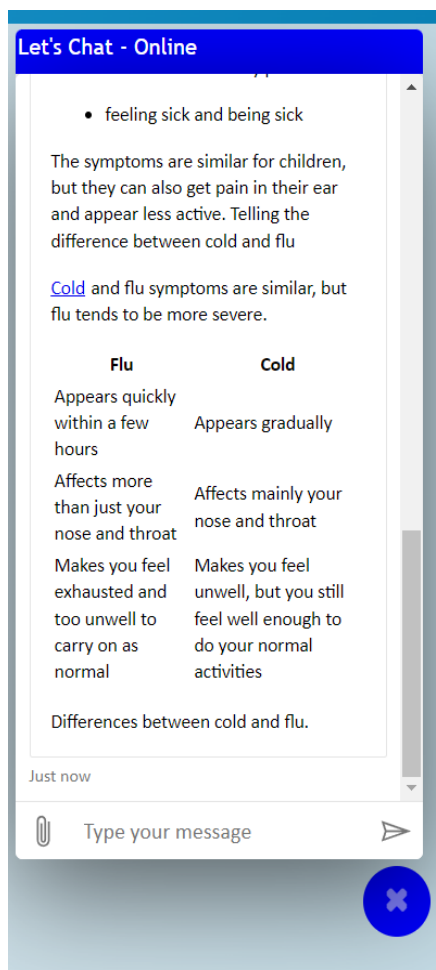 Let's Chat - Online
• feeling sick and being sick
The symptoms are similar for children,
but they can also get pain in their ear
and appear less active. Telling the
difference between cold and flu
Cold and flu symptoms are similar, but
flu tends to be more severe.
Flu Cold
Appears quickly
within a few
hours
Appears gradually
Affects more
than just your
nose and throat
Affects mainly your
nose and throat
Makes you feel
exhausted and
too unwell to
carry on as
normal
Makes you feel
unwell, but you still
feel well enough to
do your normal
activities
Differences between cold and flu.
Just now
Type your message